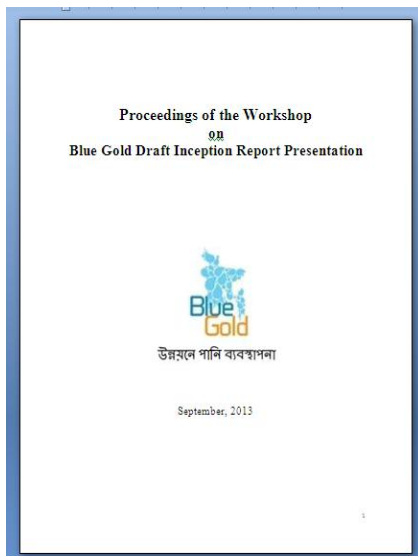 Proceedings of the Workshop
on
Blue Gold Draft Inception Report Presentation
Blue
Gold
উন্নয়নে পানি ব্যবস্থাপনা
September, 2013
1